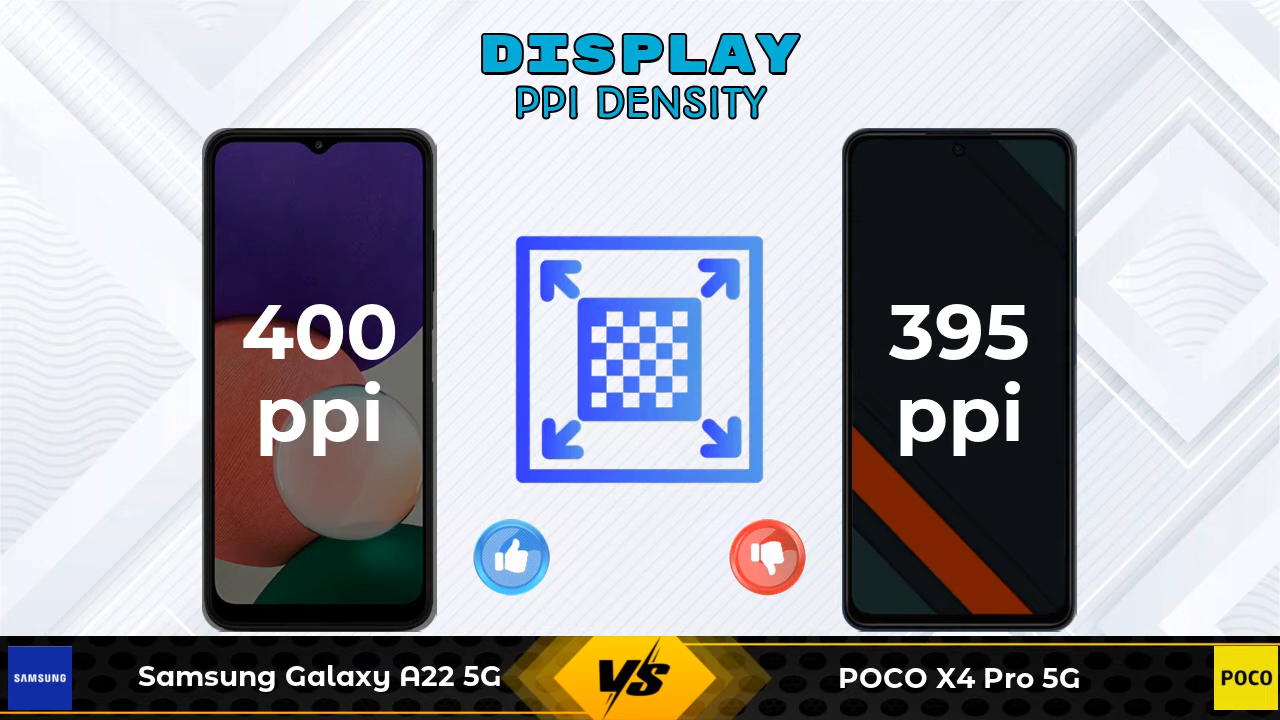 DISPLAY
PPI DENSITY
400
ppi
395
ppi
SAMSUNG
Samsung Galaxy A22 5G
VS
POCO X4 Pro 5G
POCO